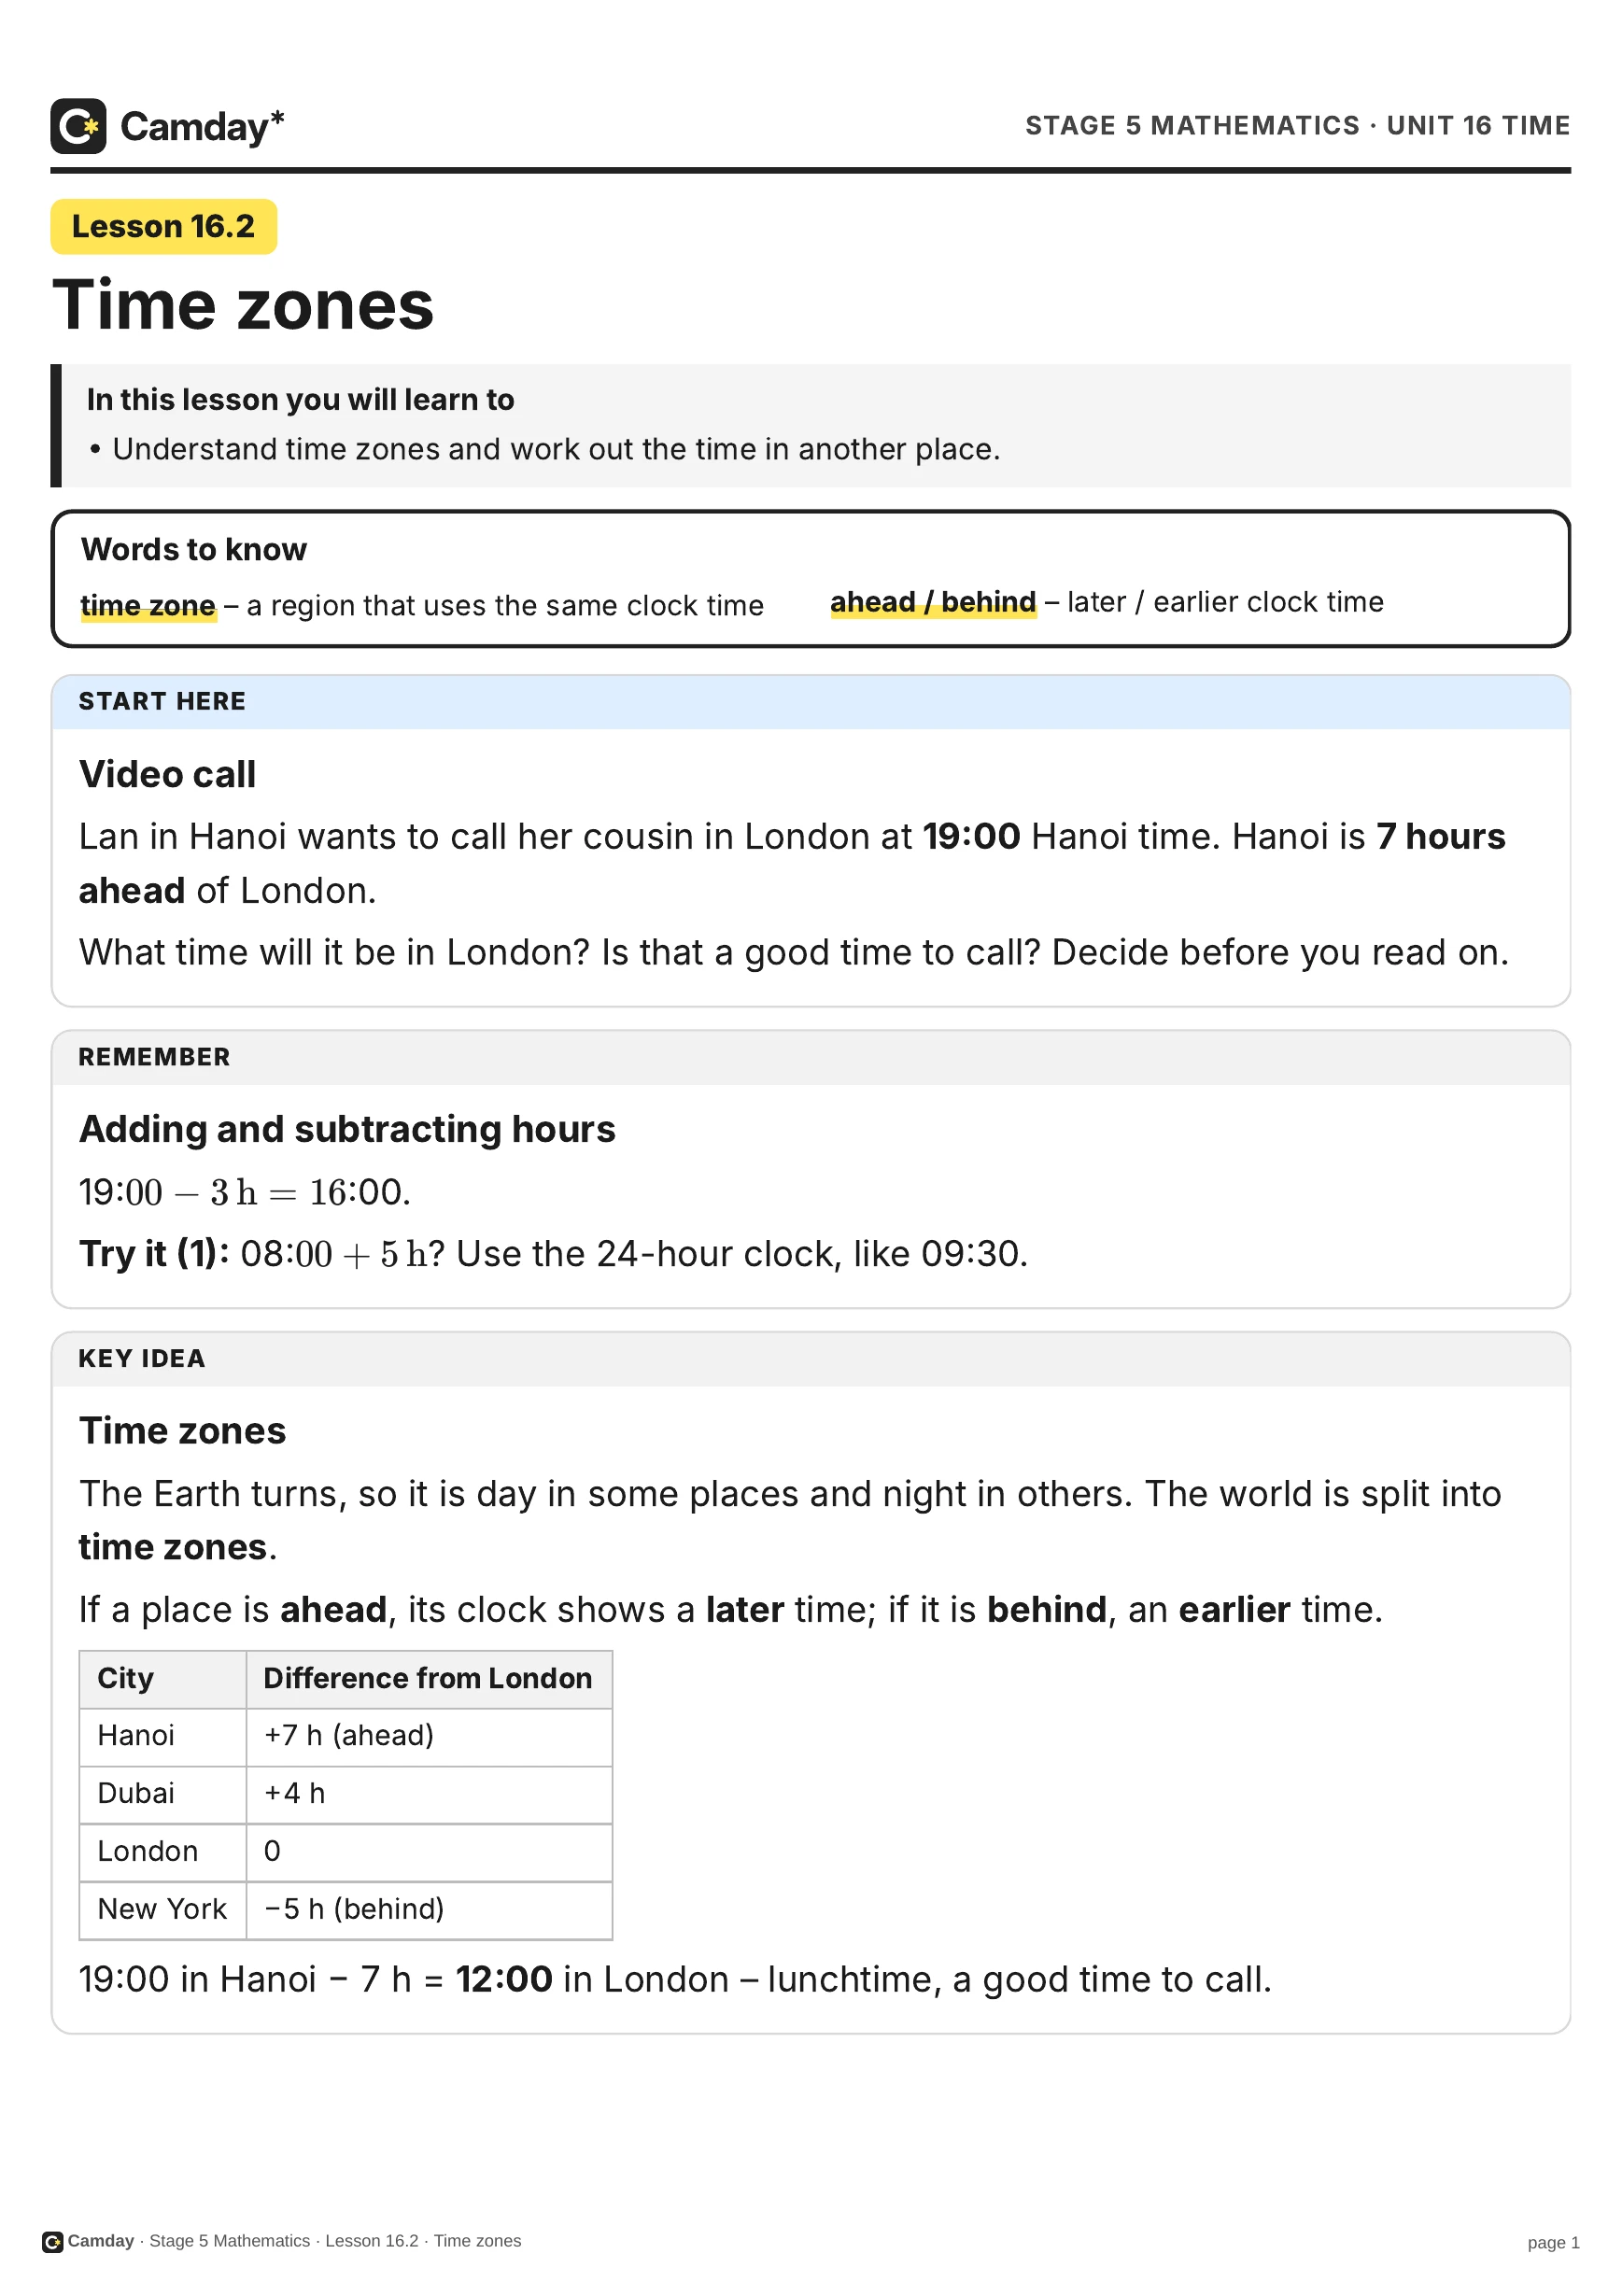 Camday*
STAGE 5 MATHEMATICS · UNIT 16 TIME
Lesson 16.2
Time zones
In this lesson you will learn to
• Understand time zones and work out the time in another place.
Words to know
time zone – a region that uses the same clock time
ahead / behind – later / earlier clock time
START HERE
Video call
Lan in Hanoi wants to call her cousin in London at 19:00 Hanoi time. Hanoi is 7 hours
ahead of London.
What time will it be in London? Is that a good time to call? Decide before you read on.
REMEMBER
Adding and subtracting hours
19:00 − 3 h = 16:00.
Try it (1): 08:00 + 5 h? Use the 24-hour clock, like 09:30.
KEY IDEA
Time zones
The Earth turns, so it is day in some places and night in others. The world is split into
time zones.
If a place is ahead, its clock shows a later time; if it is behind, an earlier time.
City Difference from London
Hanoi +7 h (ahead)
Dubai +4 h
London 0
New York −5 h (behind)
19:00 in Hanoi − 7 h = 12:00 in London – lunchtime, a good time to call.
Camday · Stage 5 Mathematics · Lesson 16.2 · Time zones
page 1